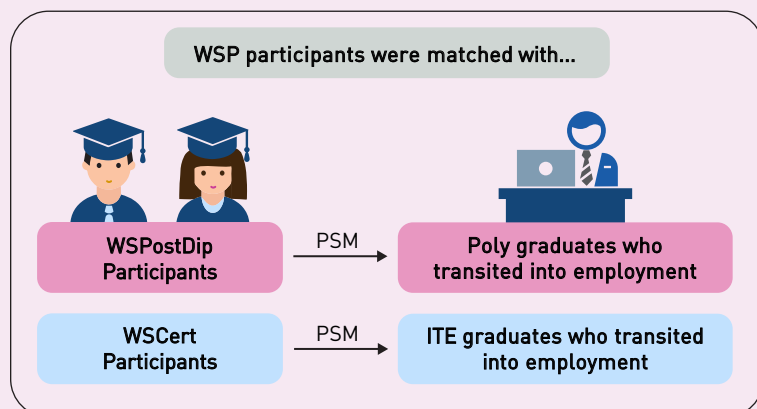 WSP participants were matched with...
WSPostDip
Participants
PSM
Poly graduates who
transited into employment
WSCert
Participants
PSM
ITE graduates who transited
into employment